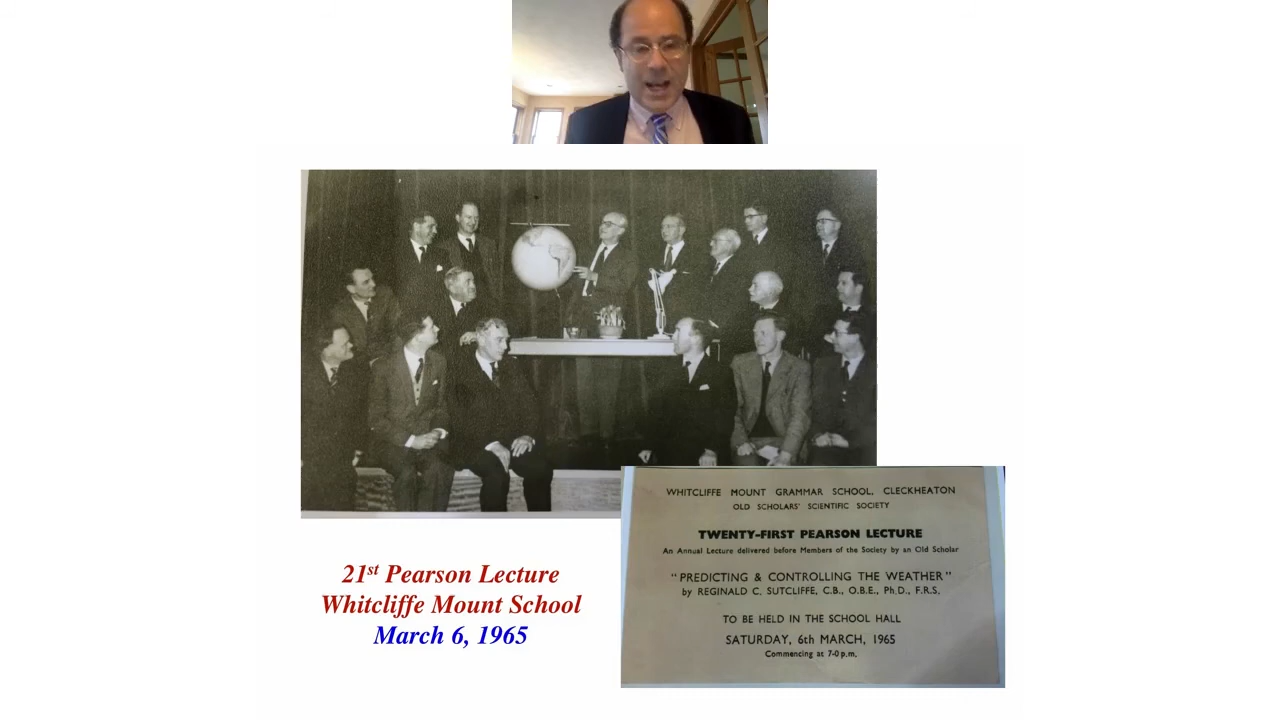 WHITCLIFFE MOUNT GRAMMAR SCHOOL, CLECKHEATON
OLD SCHOLARS' SCIENTIFIC SOCIETY
TWENTY-FIRST PEARSON LECTURE
An Annual Lecture delivered before Members of the Society by an Old Scholar
"PREDICTING & CONTROLLING THE WEATHER"
by REGINALD C. SUTCLIFFE, C.B., O.B.E., Ph.D., F.R.S.
TO BE HELD IN THE SCHOOL HALL
SATURDAY, 6th MARCH, 1965
Commencing at 7-0 p.m.
21st Pearson Lecture
Whitcliffe Mount School
March 6, 1965